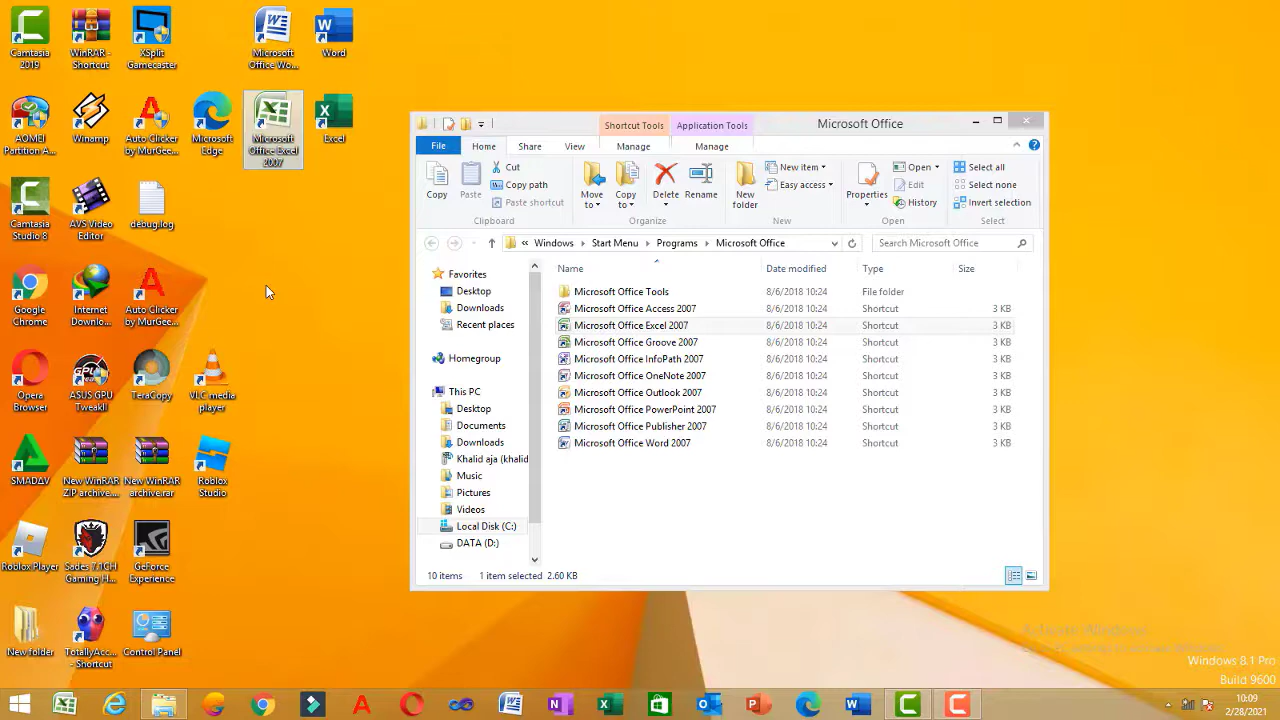 Camtasia 2019
WinRAR - Shortcut
XSplit Gamecaster
Microsoft Office Wo...
Word
AOMEI Partition A...
Winamp
Auto Clicker by MurGee...
Microsoft Edge
Microsoft Office Excel 2007
Excel
Camtasia Studio 8
AVS Video Editor
debug.log
Google Chrome
Internet Downlo...
Auto Clicker by MurGee...
Opera Browser
ASUS GPU TweakII
TeraCopy
VLC media player
SMADΔV
New WinRAR ZIP archive....
New WinRAR archive.rar
Roblox Studio
Roblox Player
Sades 7.1CH Gaming H...
GeForce Experience
New folder
TotallyAcc... - Shortcut
Control Panel
Shortcut Tools
Application Tools
Microsoft Office
File
Home
Share
View
Manage
Manage
Copy
Paste
Cut
Copy path
Paste shortcut
Clipboard
Move to
Copy to
Delete
Rename
Organize
New folder
New item
Easy access
New
Properties
Open
Edit
History
Open
Select all
Select none
Invert selection
Select
« Windows
Start Menu
Programs
Microsoft Office
Search Microsoft Office
Favorites
Desktop
Downloads
Recent places
Homegroup
This PC
Desktop
Documents
Downloads
Khalid aja (khalid
Music
Pictures
Videos
Local Disk (C:)
DATA (D:)
Name Date modified Type Size
Microsoft Office Tools 8/6/2018 10:24 File folder
Microsoft Office Access 2007 8/6/2018 10:24 Shortcut 3 KB
Microsoft Office Excel 2007 8/6/2018 10:24 Shortcut 3 KB
Microsoft Office Groove 2007 8/6/2018 10:24 Shortcut 3 KB
Microsoft Office InfoPath 2007 8/6/2018 10:24 Shortcut 3 KB
Microsoft Office OneNote 2007 8/6/2018 10:24 Shortcut 3 KB
Microsoft Office Outlook 2007 8/6/2018 10:24 Shortcut 3 KB
Microsoft Office PowerPoint 2007 8/6/2018 10:24 Shortcut 3 KB
Microsoft Office Publisher 2007 8/6/2018 10:24 Shortcut 3 KB
Microsoft Office Word 2007 8/6/2018 10:24 Shortcut 3 KB
10 items 1 item selected 2.60 KB
Activate Windows
Windows 8.1 Pro
Build 9600
10:09
2/28/2021